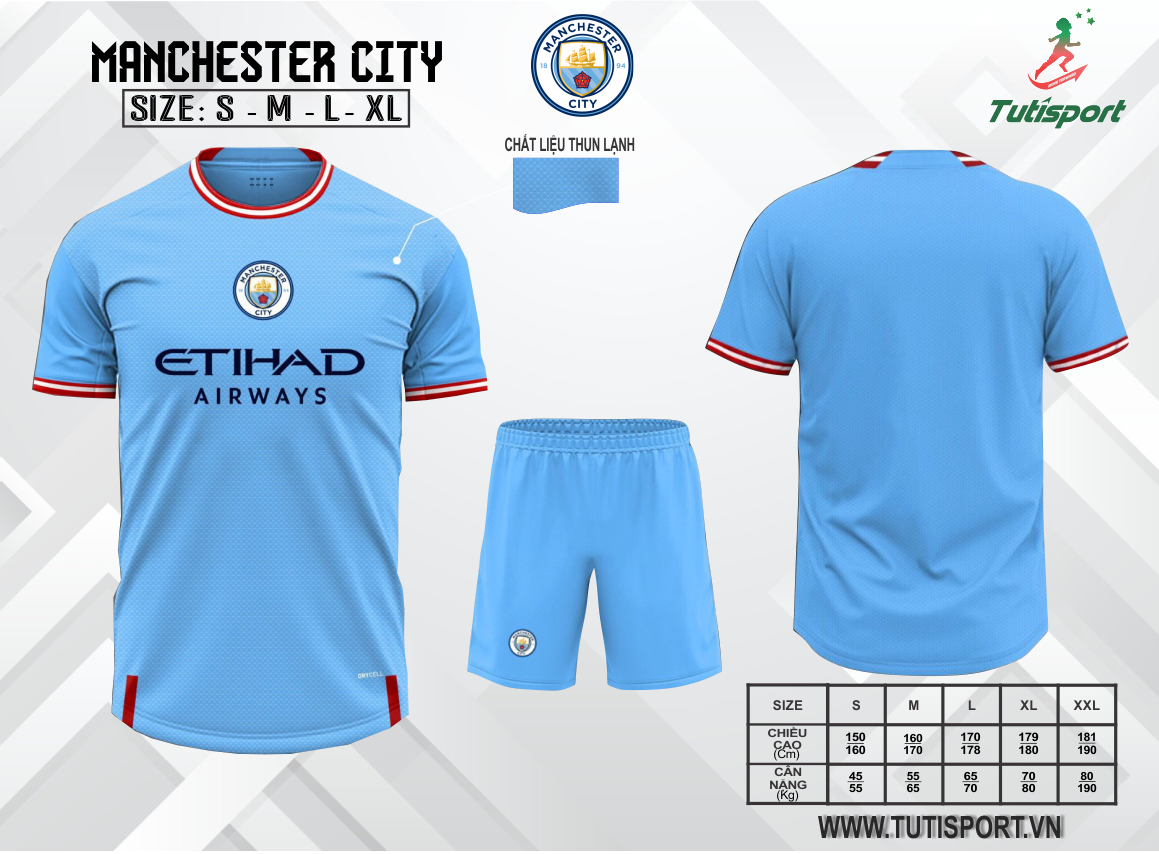 MANCHESTER CITY
SIZE: S - M - L - XL
MANCHESTER
18 94
CITY
Tutisport
CHẤT LIỆU THUN LẠNH
MANCHESTER
CITY
ETIHAD
AIRWAYS
MANCHESTER
CITY
DRYCELL
SIZE S M L XL XXL
CHIỀU CAO (Cm) 150 160 160 170 170 178 179 180 181 190
CÂN NẶNG (Kg) 45 55 55 65 65 70 70 80 80 190
WWW.TUTISPORT.VN